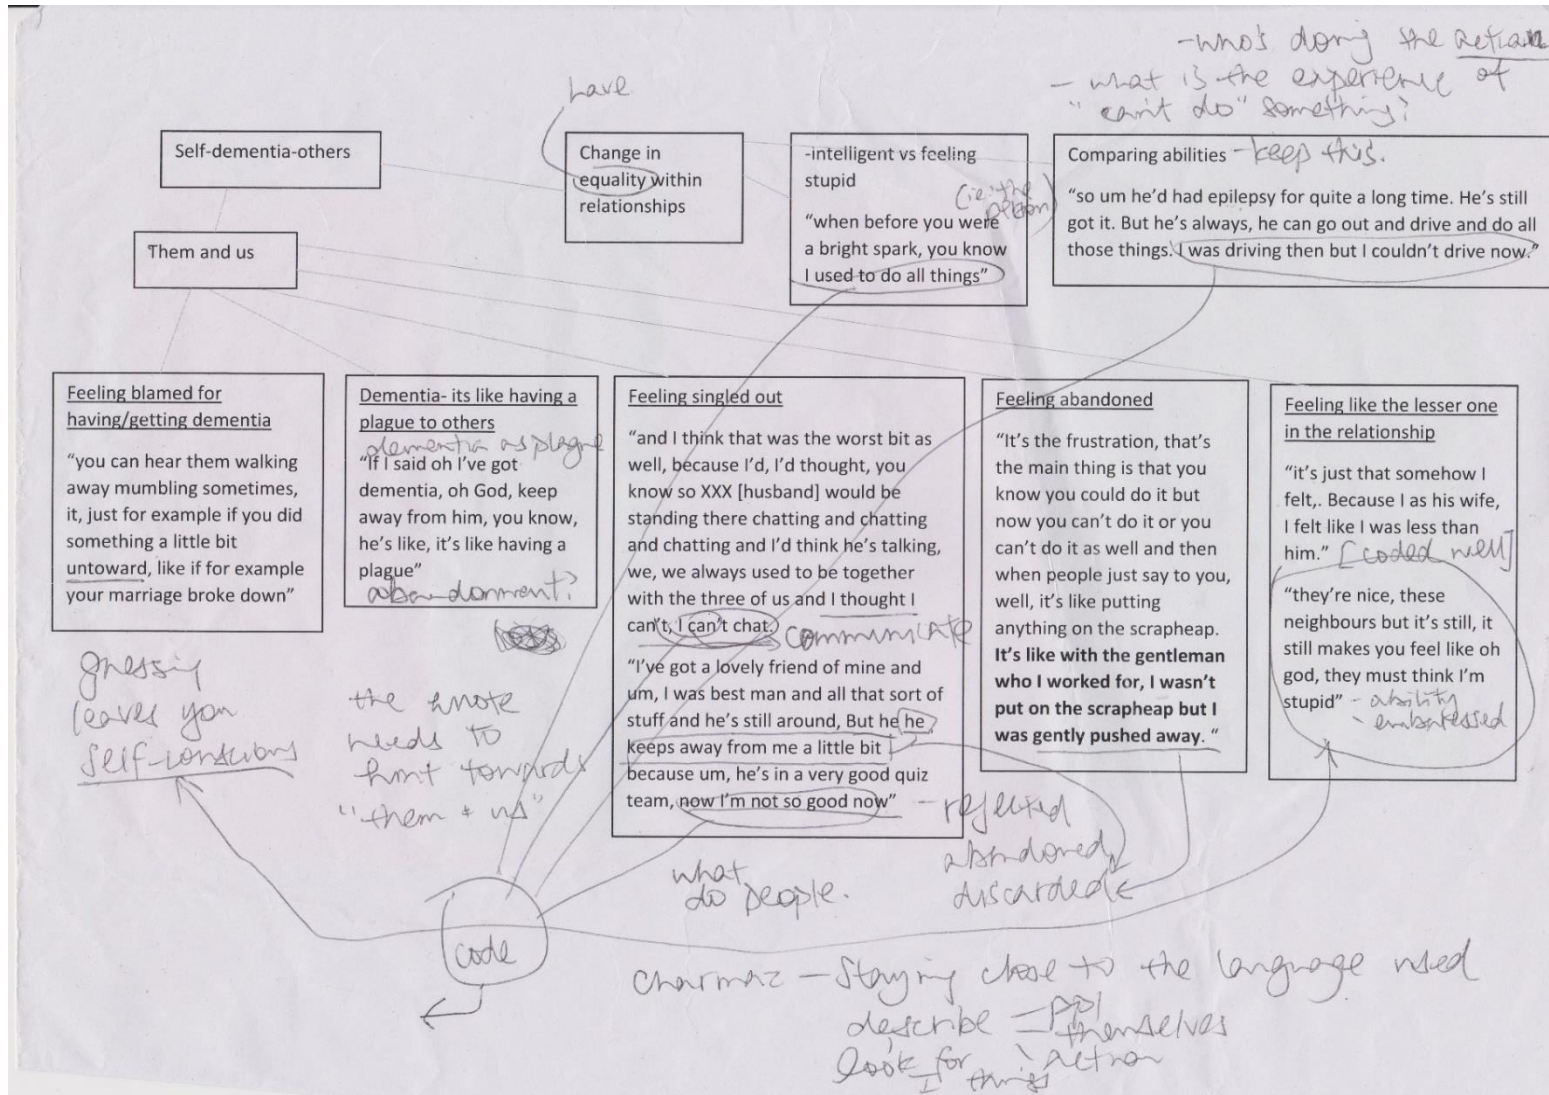 -who's doing the action
- what is the experience of
"can't do" something?
have
Self-dementia-others
Change in
equality within
relationships
-intelligent vs feeling
stupid
(ie: the
person)
"when before you were
a bright spark, you know
I used to do all things"
Comparing abilities - keep this.
"so um he'd had epilepsy for quite a long time. He's still
got it. But he's always, he can go out and drive and do all
those things. I was driving then but I couldn't drive now."
Them and us
Feeling blamed for
having/getting dementia
"you can hear them walking
away mumbling sometimes,
it, just for example if you did
something a little bit
untoward, like if for example
your marriage broke down"
guessing
leaves you
self-conscious
Dementia- its like having a
plague to others
dementia as plague
"If I said oh I've got
dementia, oh God, keep
away from him, you know,
he's like, it's like having a
plague"
abandonment?
the
needs to
hint towards
"them + us"
Feeling singled out
"and I think that was the worst bit as
well, because I'd, I'd thought, you
know so XXX [husband] would be
standing there chatting and chatting
and chatting and I'd think he's talking,
we, we always used to be together
with the three of us and I thought I
can't, I can't chat.
communicate
"I've got a lovely friend of mine and
um, I was best man and all that sort of
stuff and he's still around, But he he
keeps away from me a little bit
because um, he's in a very good quiz
team, now I'm not so good now"
- rejected
abandoned
discarded
what
do people.
Feeling abandoned
"It's the frustration, that's
the main thing is that you
know you could do it but
now you can't do it or you
can't do it as well and then
when people just say to you,
well, it's like putting
anything on the scrapheap.
It's like with the gentleman
who I worked for, I wasn't
put on the scrapheap but I
was gently pushed away. "
Feeling like the lesser one
in the relationship
"it's just that somehow I
felt,. Because I as his wife,
I felt like I was less than
him." [coded well]
"they're nice, these
neighbours but it's still, it
still makes you feel like oh
god, they must think I'm
stupid" - ability
- embaressed
code
Charmaz - Staying close to the language used
describe - ppl themselves
look for things: action